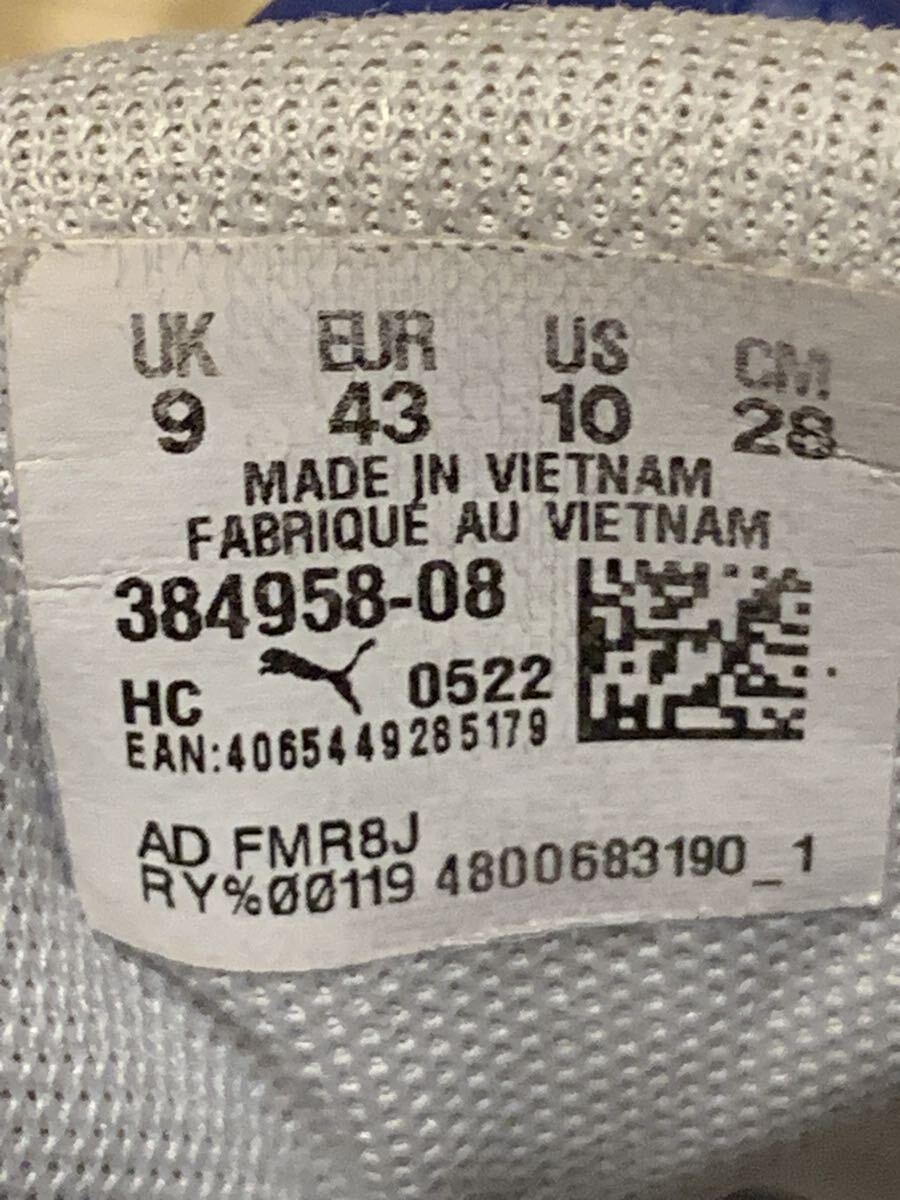 UK EUR US CM
9 43 10 28
MADE IN VIETNAM
FABRIQUE AU VIETNAM
384958-08
HC 0522
EAN:4065449285179
AD FMR8J
RY%00119 4800683190_1